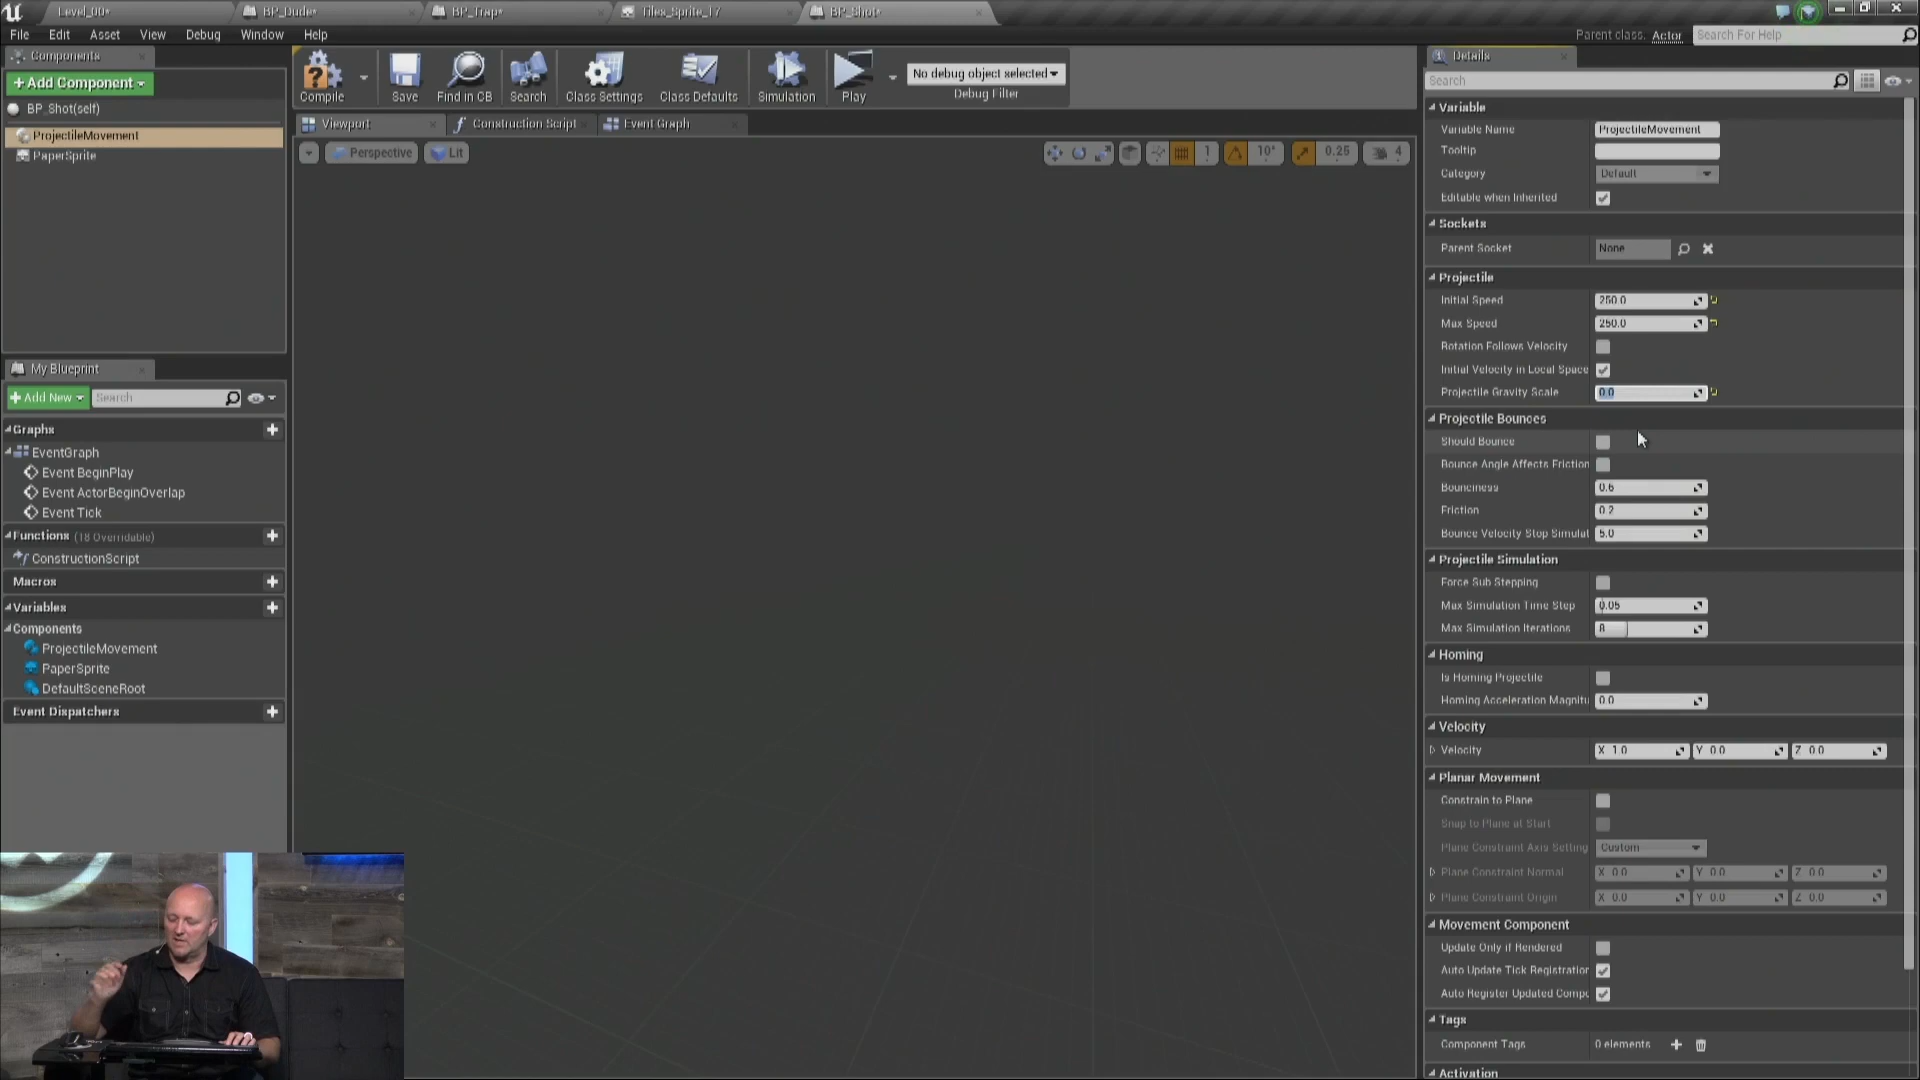 Level_00*
BP_Dude*
BP_Trap*
Tiles_Sprite_17
BP_Shot*
File Edit Asset View Debug Window Help
Parent class: Actor
Search For Help
Components
+ Add Component
BP_Shot(self)
ProjectileMovement
PaperSprite
Compile
Save
Find in CB
Search
Class Settings
Class Defaults
Simulation
Play
No debug object selected
Debug Filter
Viewport
Construction Script
Event Graph
Perspective
Lit
1
10°
0.25
4
My Blueprint
+ Add New
Search
Graphs
EventGraph
Event BeginPlay
Event ActorBeginOverlap
Event Tick
Functions (18 Overridable)
ConstructionScript
Macros
Variables
Components
ProjectileMovement
PaperSprite
DefaultSceneRoot
Event Dispatchers
Details
Search
Variable
Variable Name ProjectileMovement
Tooltip
Category Default
Editable when Inherited
Sockets
Parent Socket None
Projectile
Initial Speed 250.0
Max Speed 250.0
Rotation Follows Velocity
Initial Velocity in Local Space
Projectile Gravity Scale 0.0
Projectile Bounces
Should Bounce
Bounce Angle Affects Friction
Bounciness 0.6
Friction 0.2
Bounce Velocity Stop Simulat 5.0
Projectile Simulation
Force Sub Stepping
Max Simulation Time Step 0.05
Max Simulation Iterations 8
Homing
Is Homing Projectile
Homing Acceleration Magnitu 0.0
Velocity
Velocity X 1.0 Y 0.0 Z 0.0
Planar Movement
Constrain to Plane
Snap to Plane at Start
Plane Constraint Axis Setting Custom
Plane Constraint Normal X 0.0 Y 0.0 Z 0.0
Plane Constraint Origin X 0.0 Y 0.0 Z 0.0
Movement Component
Update Only if Rendered
Auto Update Tick Registration
Auto Register Updated Compo
Tags
Component Tags 0 elements
Activation